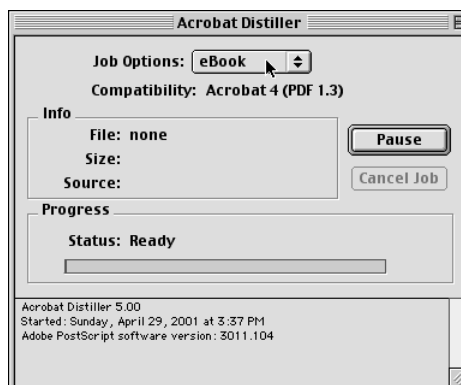 Acrobat Distiller
Job Options: eBook
Compatibility: Acrobat 4 (PDF 1.3)
Info
File: none
Size:
Source:
Pause
Cancel Job
Progress
Status: Ready
Acrobat Distiller 5.00
Started: Sunday, April 29, 2001 at 3:37 PM
Adobe PostScript software version: 3011.104